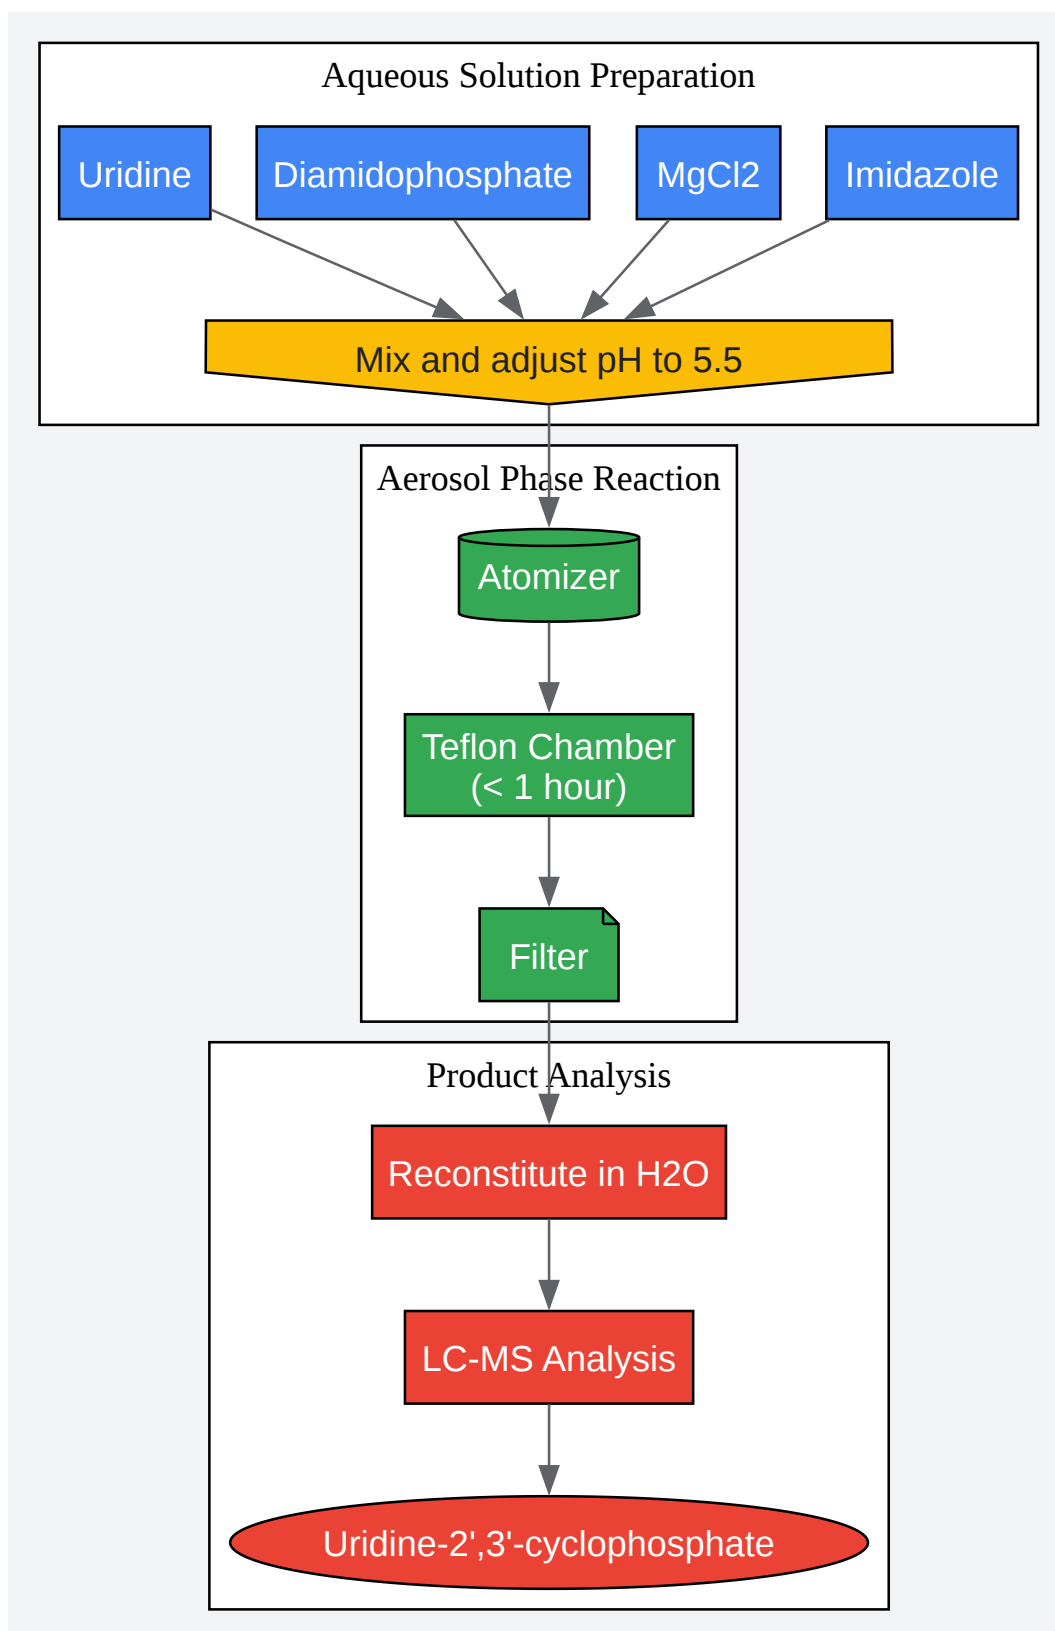 Aqueous Solution Preparation
Uridine
Diamidophosphate
MgCl2
Imidazole
Mix and adjust pH to 5.5
Aerosol Phase Reaction
Atomizer
Teflon Chamber
(< 1 hour)
Filter
Product Analysis
Reconstitute in H2O
LC-MS Analysis
Uridine-2',3'-cyclophosphate